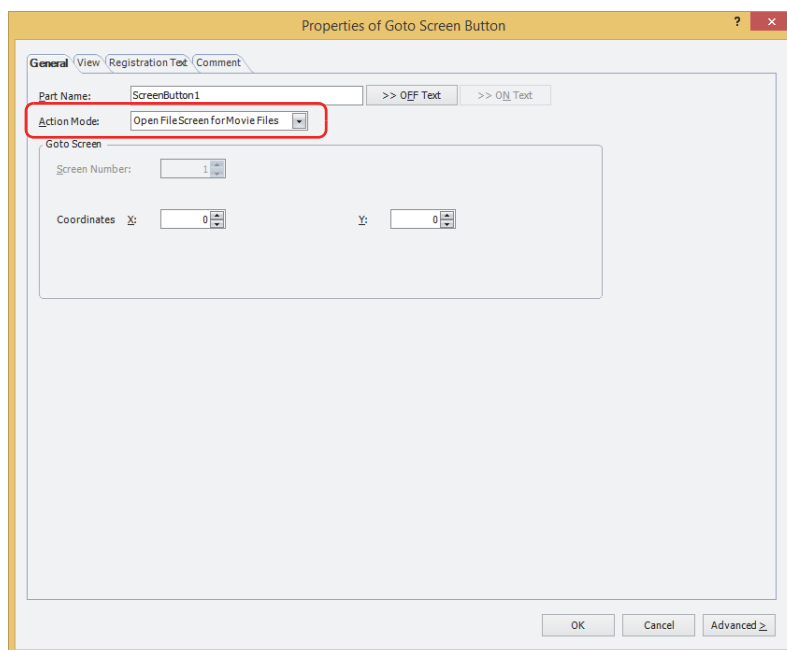 Properties of Goto Screen Button
? ×
General View Registration Text Comment
Part Name: ScreenButton1 >> OFF Text >> ON Text
Action Mode: Open File Screen for Movie Files
Goto Screen
Screen Number: 1
Coordinates X: 0 Y: 0
OK Cancel Advanced >